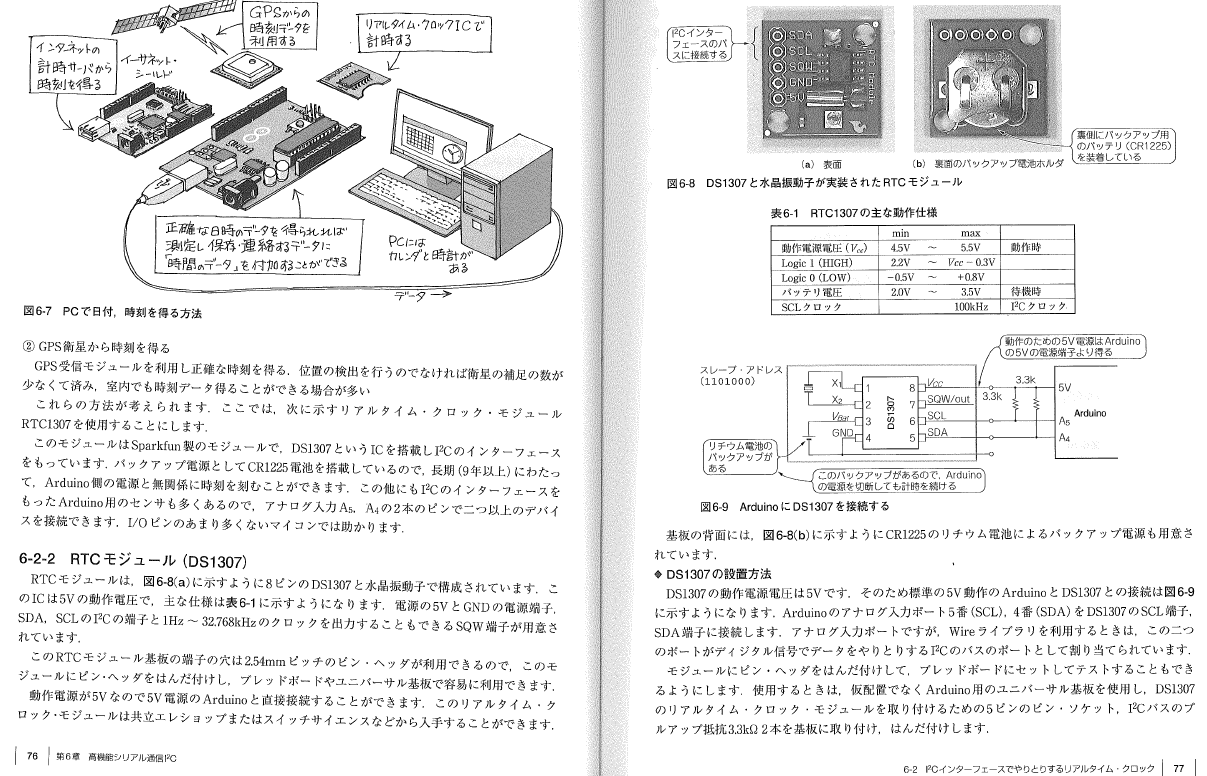 GPSからの
時刻データを
利用する
リアルタイム・クロックICで
計時する
インタネットの
計時サーバから
時刻を得る
イーサネット・
シールド
正確な日時のデータを得られれば
測定し保存・連絡するデータに
「時間のデータ」を付加することができる
PCには
カレンダと時計が
ある
データ→
図6-7 PCで日付,時刻を得る方法
② GPS衛星から時刻を得る
GPS受信モジュールを利用し正確な時刻を得る.位置の検出を行うのでなければ衛星の補足の数が
少なくて済み,室内でも時刻データ得ることができる場合が多い
これらの方法が考えられます.ここでは,次に示すリアルタイム・クロック・モジュール
RTC1307を使用することにします.
このモジュールはSparkfun製のモジュールで,DS1307というICを搭載しI²Cのインターフェース
をもっています.バックアップ電源としてCR1225電池を搭載しているので,長期(9年以上)にわたっ
て,Arduino側の電源と無関係に時刻を刻むことができます.この他にもI²Cのインターフェースを
もったArduino用のセンサも多くあるので,アナログ入力A₅,A₄の2本のピンで二つ以上のデバイ
スを接続できます.I/Oピンのあまり多くないマイコンでは助かります.
6-2-2 RTCモジュール(DS1307)
RTCモジュールは,図6-8(a)に示すように8ピンのDS1307と水晶振動子で構成されています.こ
のICは5Vの動作電圧で,主な仕様は表6-1に示すようになります.電源の5VとGNDの電源端子,
SDA,SCLのI²Cの端子と1Hz～32.768kHzのクロックを出力することもできるSQW端子が用意さ
れています.
このRTCモジュール基板の端子の穴は2.54mmピッチのピン・ヘッダが利用できるので,このモ
ジュールにピン・ヘッダをはんだ付けし,ブレッドボードやユニバーサル基板で容易に利用できます.
動作電源が5Vなので5V電源のArduinoと直接接続することができます.このリアルタイム・ク
ロック・モジュールは共立エレショップまたはスイッチサイエンスなどから入手することができます.
76 第6章 高機能シリアル通信I²C
I²Cインター
フェースのバ
スに接続する
SDA
SCL
SQW
GND
5V
RTC Module
裏側にバックアップ用
のバッテリ(CR1225)
を装着している
(a) 表面
(b) 裏面のバックアップ電池ホルダ
図6-8 DS1307と水晶振動子が実装されたRTCモジュール
表6-1 RTC1307の主な動作仕様
min max
動作電源電圧(Vcc) 4.5V ～ 5.5V 動作時
Logic 1 (HIGH) 2.2V ～ Vcc－0.3V
Logic 0 (LOW) －0.5V ～ ＋0.8V
バッテリ電圧 2.0V ～ 3.5V 待機時
SCLクロック 100kHz I²Cクロック
動作のための5V電源はArduino
の5Vの電源端子より得る
スレーブ・アドレス
(1101000)
X₁ 1 8 Vcc
X₂ 2 7 SQW/out
VBat 3 6 SCL
GND 4 5 SDA
DS1307
3.3k
3.3k
5V
Arduino
A₅
A₄
リチウム電池の
バックアップが
ある
このバックアップがあるので,Arduino
の電源を切断しても計時を続ける
図6-9 ArduinoにDS1307を接続する
基板の背面には,図6-8(b)に示すようにCR1225のリチウム電池によるバックアップ電源も用意さ
れています.
❖ DS1307の設置方法
DS1307の動作電源電圧は5Vです.そのため標準の5V動作のArduinoとDS1307との接続は図6-9
に示すようになります.Arduinoのアナログ入力ポート5番(SCL),4番(SDA)をDS1307のSCL端子,
SDA端子に接続します.アナログ入力ポートですが,Wireライブラリを利用するときは,この二つ
のポートがディジタル信号でデータをやりとりするI²Cのバスのポートとして割り当てられています.
モジュールにピン・ヘッダをはんだ付けして,ブレッドボードにセットしてテストすることもでき
るようにします.使用するときは,仮配置でなくArduino用のユニバーサル基板を使用し,DS1307
のリアルタイム・クロック・モジュールを取り付けるための5ピンのピン・ソケット,I²Cバスのプ
ルアップ抵抗3.3kΩ 2本を基板に取り付け,はんだ付けします.
6-2 I²Cインターフェースでやりとりするリアルタイム・クロック 77